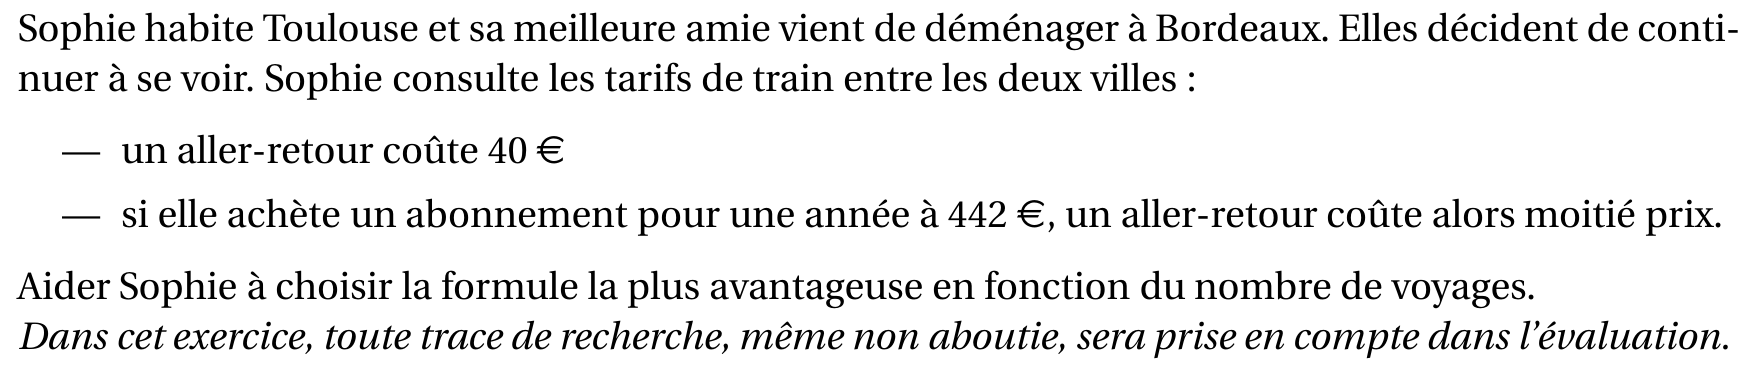 Sophie habite Toulouse et sa meilleure amie vient de déménager à Bordeaux. Elles décident de conti-
nuer à se voir. Sophie consulte les tarifs de train entre les deux villes :
— un aller-retour coûte 40 €
— si elle achète un abonnement pour une année à 442 €, un aller-retour coûte alors moitié prix.
Aider Sophie à choisir la formule la plus avantageuse en fonction du nombre de voyages.
Dans cet exercice, toute trace de recherche, même non aboutie, sera prise en compte dans l'évaluation.